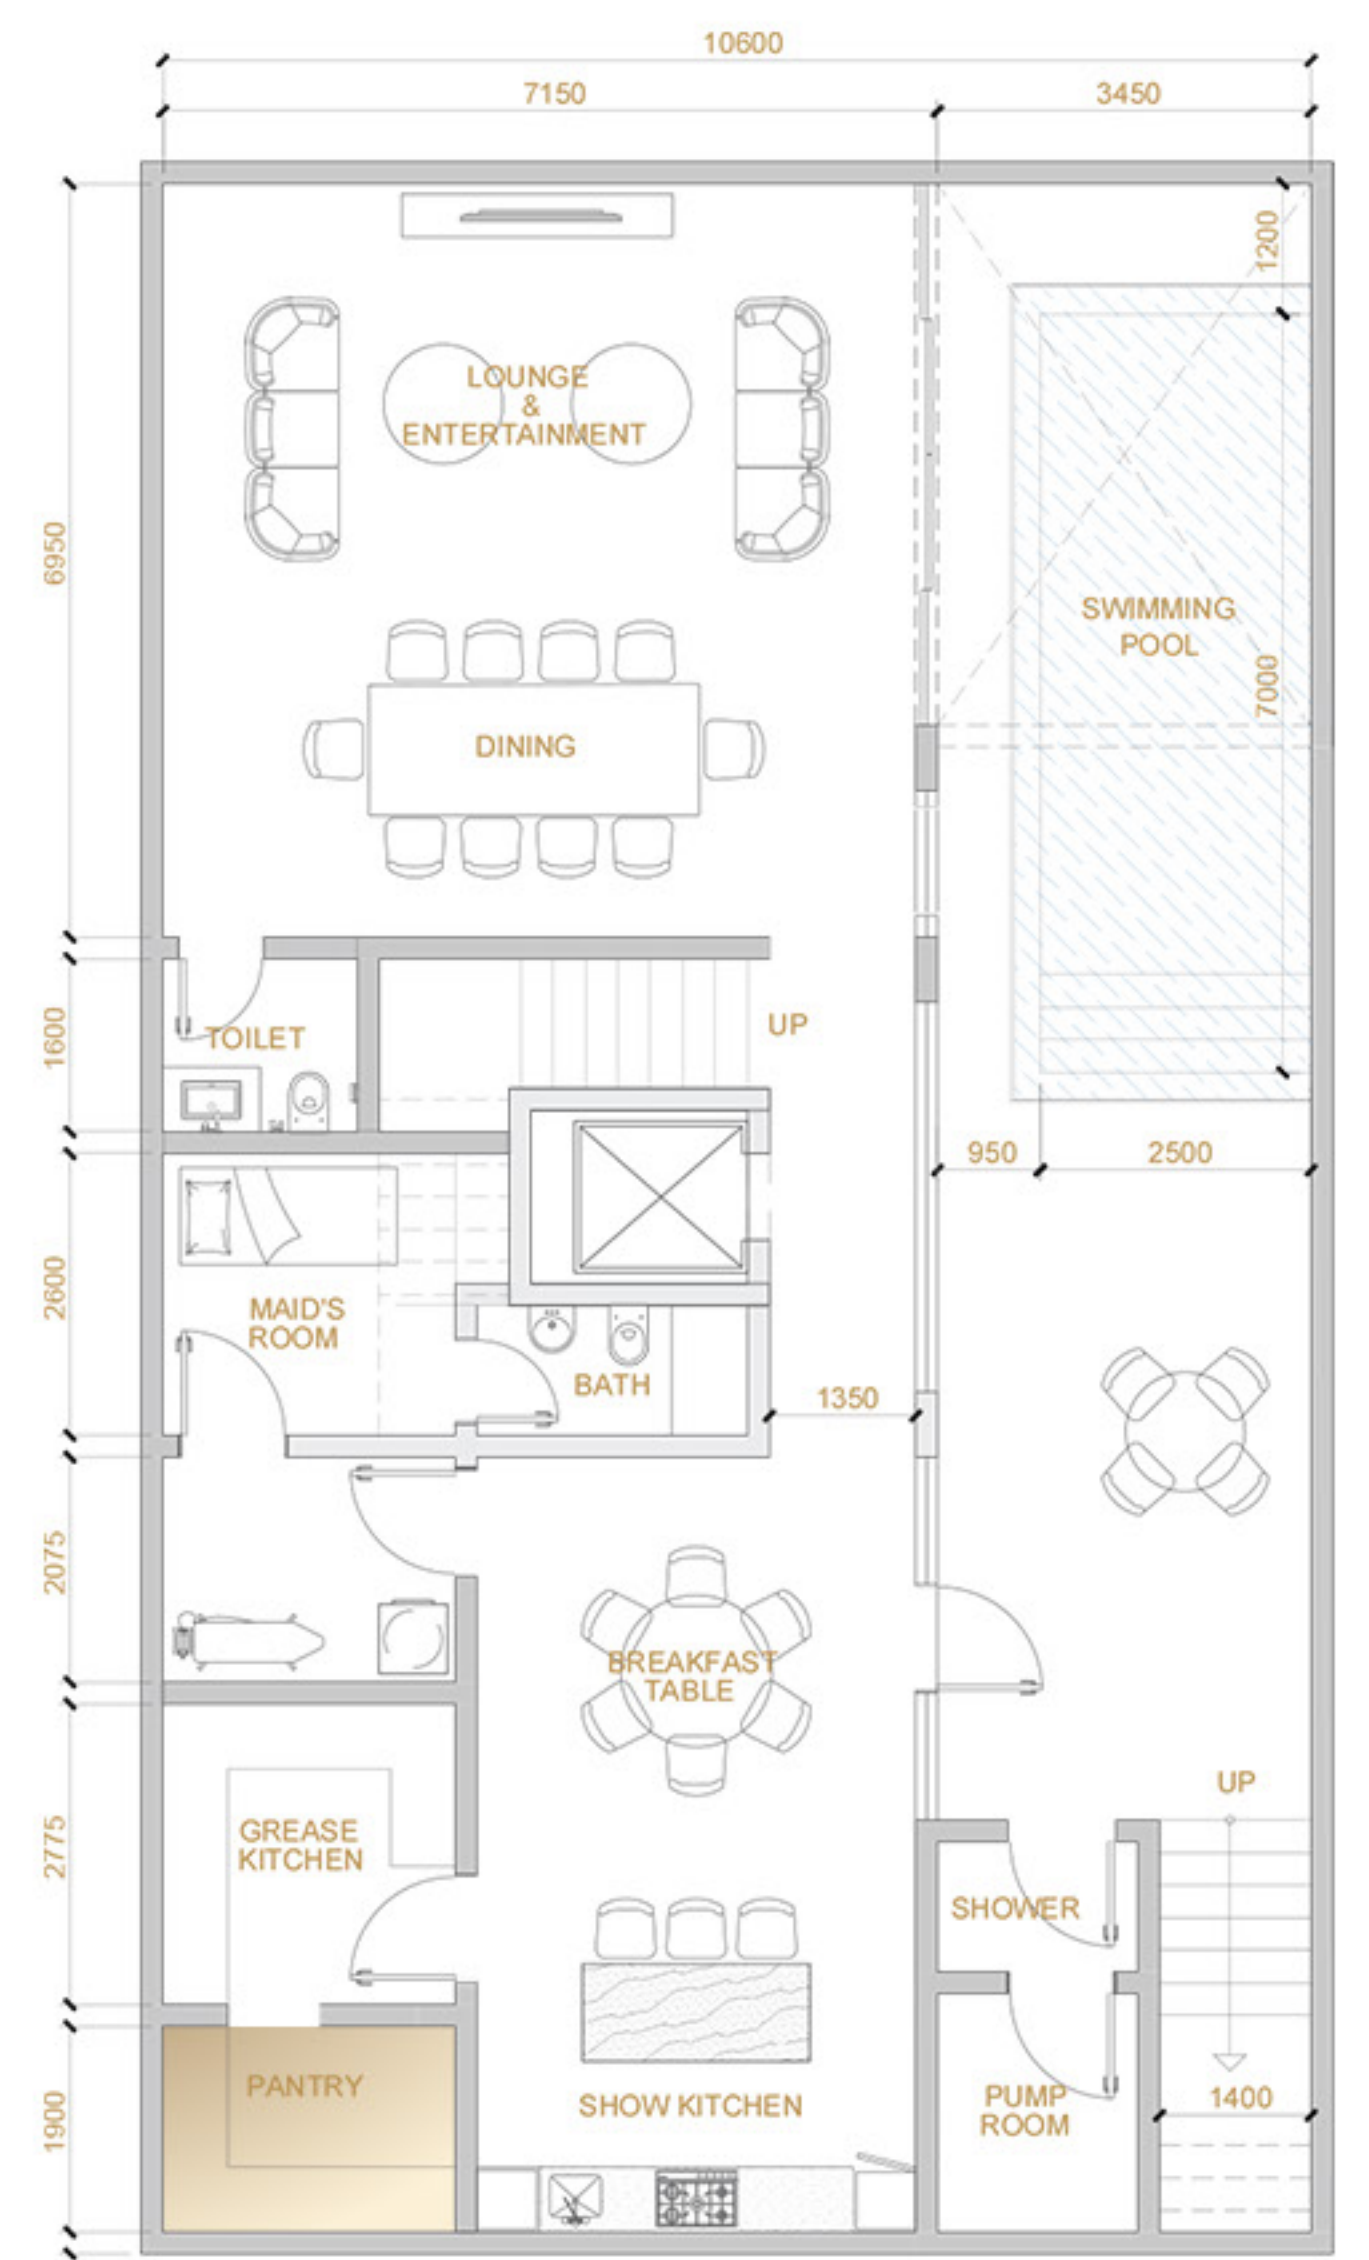 10600
7150
3450
1200
LOUNGE
&
ENTERTAINMENT
6950
SWIMMING
POOL
7000
DINING
TOILET
UP
1600
950
2500
2600
MAID'S
ROOM
BATH
1350
2075
BREAKFAST
TABLE
UP
GREASE
KITCHEN
2775
SHOWER
PANTRY
SHOW KITCHEN
PUMP
ROOM
1400
1900